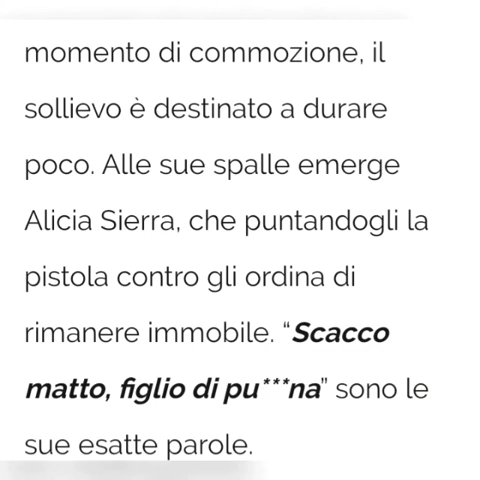 momento di commozione, il
sollievo è destinato a durare
poco. Alle sue spalle emerge
Alicia Sierra, che puntandogli la
pistola contro gli ordina di
rimanere immobile. “Scacco
matto, figlio di pu***na” sono le
sue esatte parole.